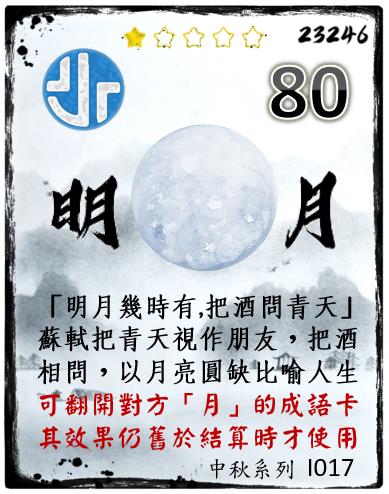 23246
80
明月
「明月幾時有,把酒問青天」
蘇軾把青天視作朋友，把酒
相問，以月亮圓缺比喻人生
可翻開對方「月」的成語卡
其效果仍舊於結算時才使用
中秋系列 I017